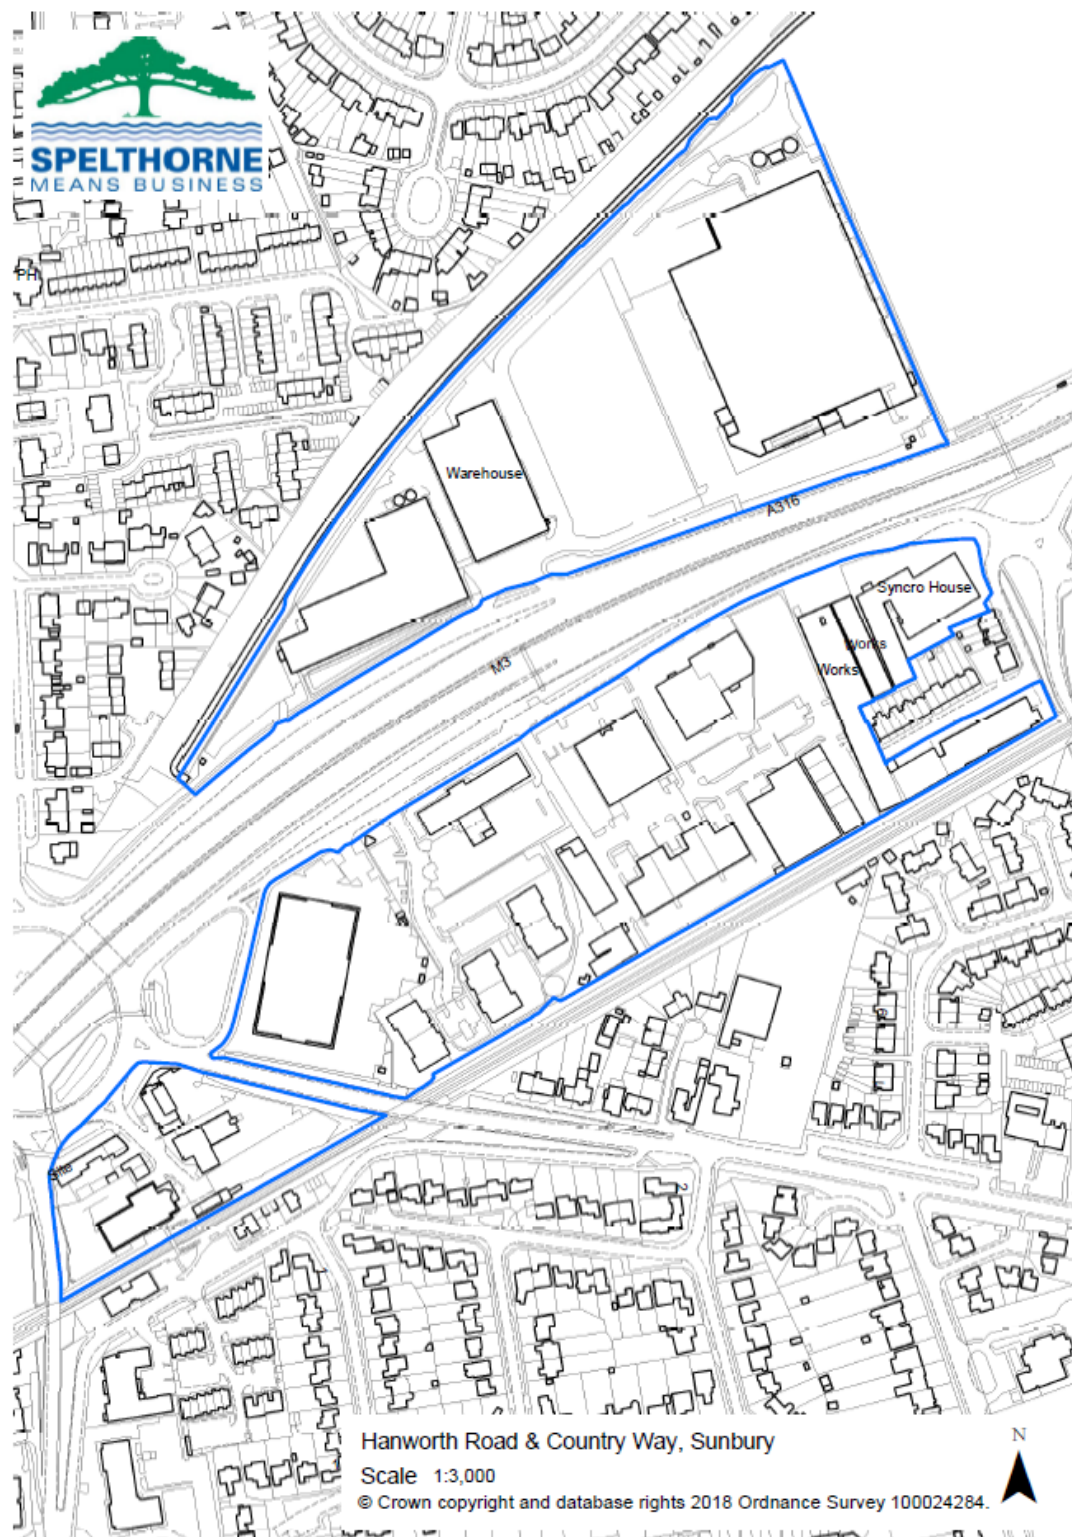 SPELTHORNE
MEANS BUSINESS
PH
Warehouse
A316
Syncro House
M3
Works
Works
2
Hanworth Road & Country Way, Sunbury
N
Scale 1:3,000
© Crown copyright and database rights 2018 Ordnance Survey 100024284.